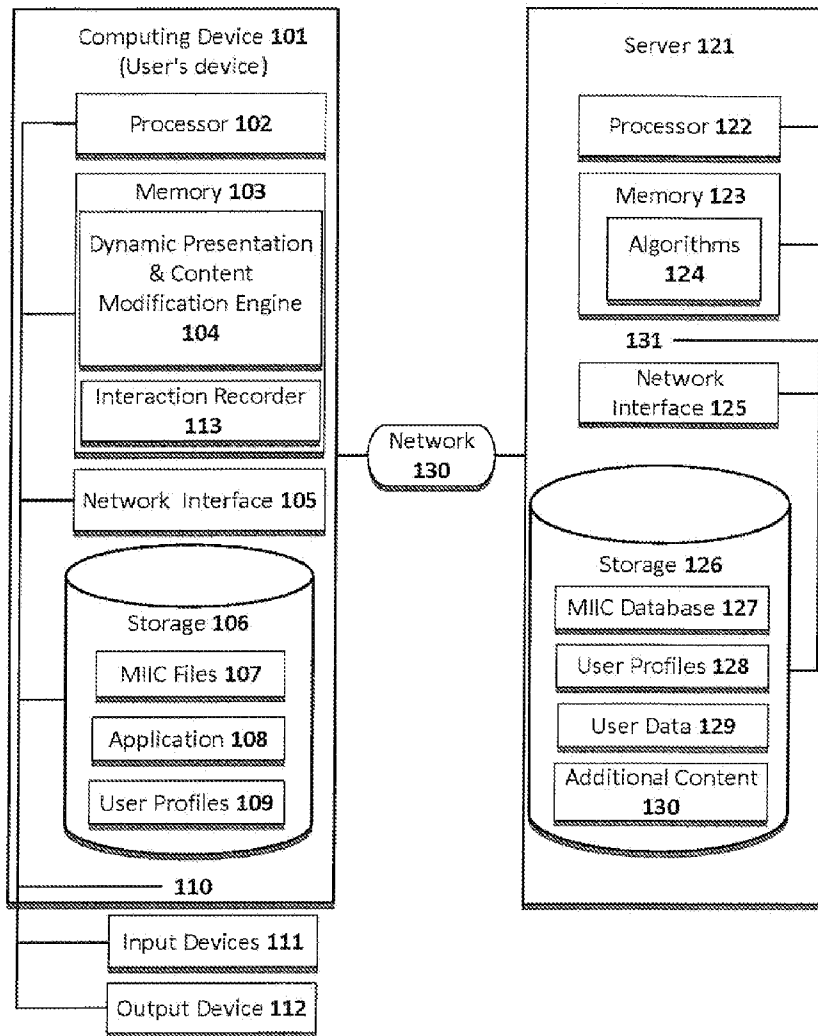 Computing Device 101
(User's device)
Processor 102
Memory 103
Dynamic Presentation
& Content
Modification Engine
104
Interaction Recorder
113
Network Interface 105
Storage 106
MIIC Files 107
Application 108
User Profiles 109
110
Input Devices 111
Output Device 112
Network
130
Server 121
Processor 122
Memory 123
Algorithms
124
131
Network
Interface 125
Storage 126
MIIC Database 127
User Profiles 128
User Data 129
Additional Content
130